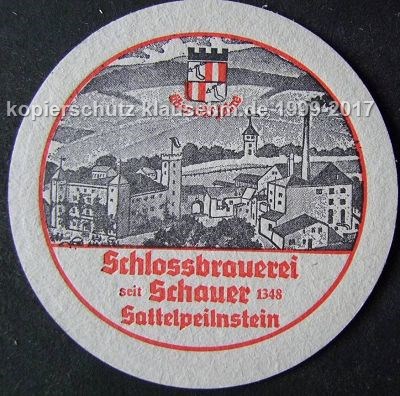 kopierschutz-klausehm.de-1999-2017
Schlossbrauerei
seit Schauer 1348
Sattelpeilnstein